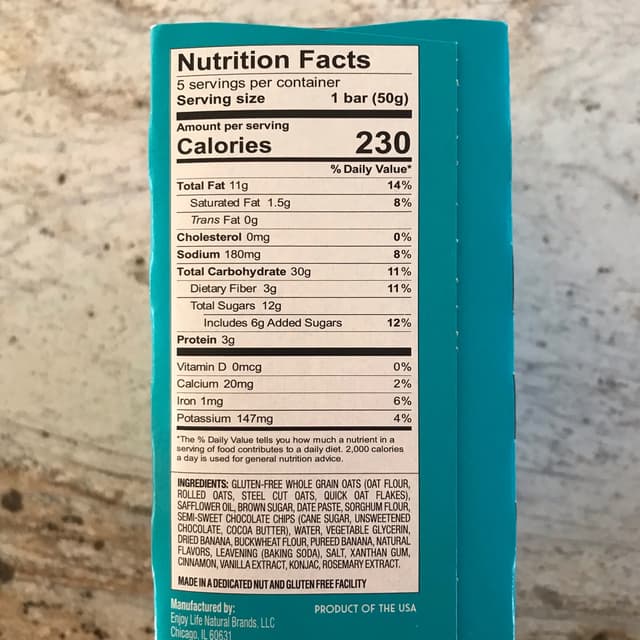 Nutrition Facts
5 servings per container
Serving size 1 bar (50g)
Amount per serving
Calories 230
% Daily Value*
Total Fat 11g 14%
Saturated Fat 1.5g 8%
Trans Fat 0g
Cholesterol 0mg 0%
Sodium 180mg 8%
Total Carbohydrate 30g 11%
Dietary Fiber 3g 11%
Total Sugars 12g
Includes 6g Added Sugars 12%
Protein 3g
Vitamin D 0mcg 0%
Calcium 20mg 2%
Iron 1mg 6%
Potassium 147mg 4%
*The % Daily Value tells you how much a nutrient in a
serving of food contributes to a daily diet. 2,000 calories
a day is used for general nutrition advice.
INGREDIENTS: GLUTEN-FREE WHOLE GRAIN OATS (OAT FLOUR,
ROLLED OATS, STEEL CUT OATS, QUICK OAT FLAKES),
SAFFLOWER OIL, BROWN SUGAR, DATE PASTE, SORGHUM FLOUR,
SEMI-SWEET CHOCOLATE CHIPS (CANE SUGAR, UNSWEETENED
CHOCOLATE, COCOA BUTTER), WATER, VEGETABLE GLYCERIN,
DRIED BANANA, BUCKWHEAT FLOUR, PUREED BANANA, NATURAL
FLAVORS, LEAVENING (BAKING SODA), SALT, XANTHAN GUM,
CINNAMON, VANILLA EXTRACT, KONJAC, ROSEMARY EXTRACT.
MADE IN A DEDICATED NUT AND GLUTEN FREE FACILITY
Manufactured by: PRODUCT OF THE USA
Enjoy Life Natural Brands, LLC
Chicago, IL 60631